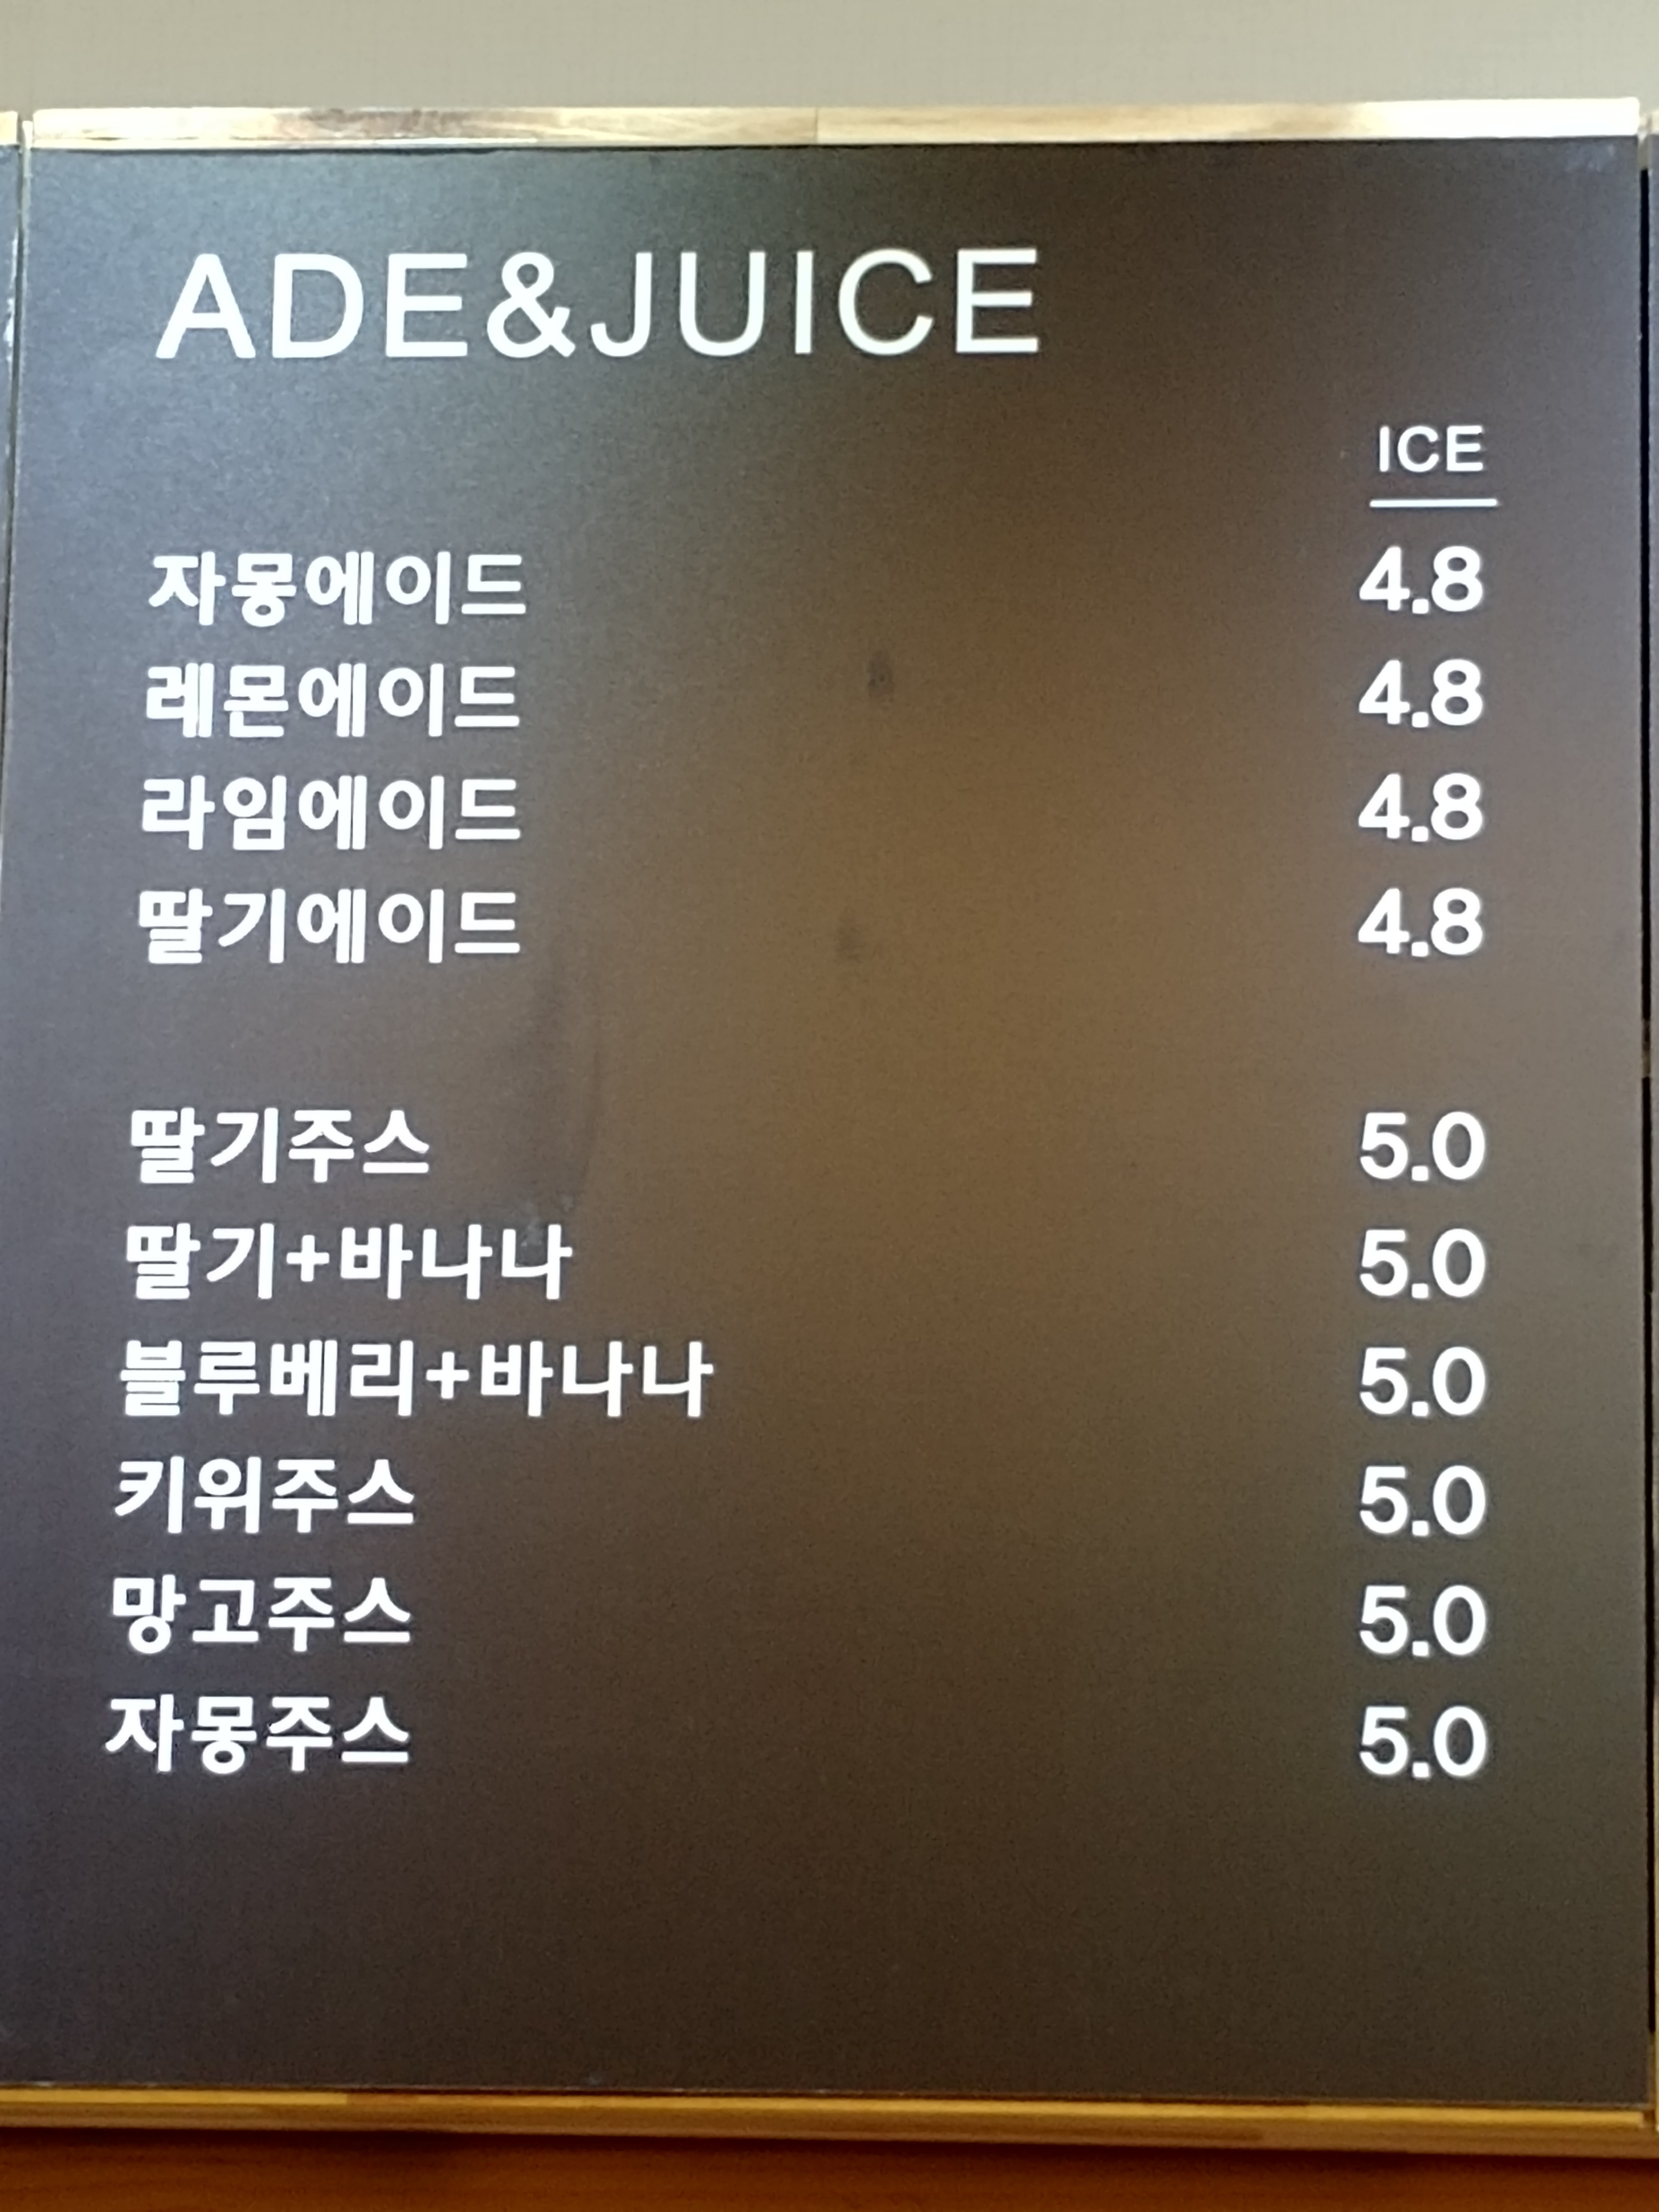 ADE&JUICE
ICE
자몽에이드 4.8
레몬에이드 4.8
라임에이드 4.8
딸기에이드 4.8
딸기주스 5.0
딸기+바나나 5.0
블루베리+바나나 5.0
키위주스 5.0
망고주스 5.0
자몽주스 5.0